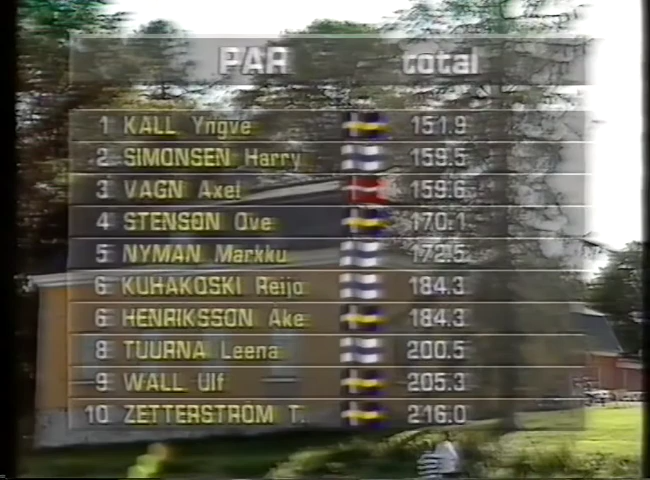 PAR total
1 KALL Yngve 151.9
2 SIMONSEN Harry 159.5
3 VAGN Axel 159.6
4 STENSON Ove 170.1
5 NYMAN Markku 172.5
6 KUHAKOSKI Reijo 184.3
6 HENRIKSSON Åke 184.3
8 TUURNA Leena 200.5
9 WALL Ulf 205.3
10 ZETTERSTRÖM T. 216.0